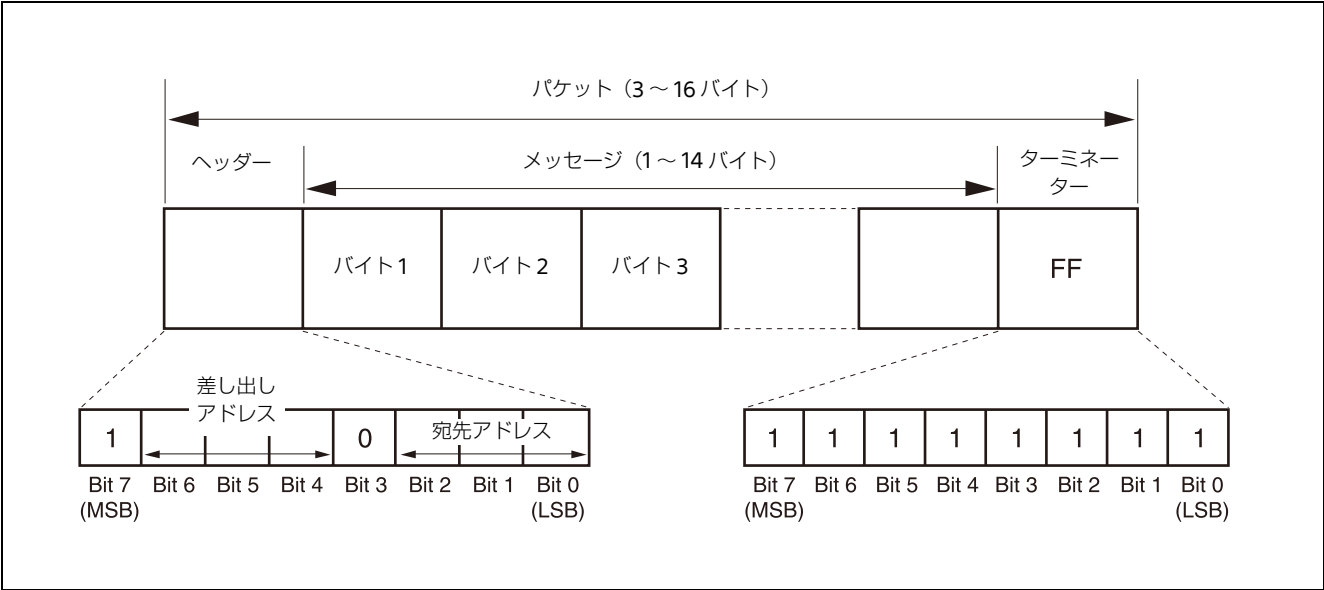 パケット（3 ～ 16 バイト）
ヘッダー
メッセージ（1 ～ 14 バイト）
ターミネー
ター
バイト 1
バイト 2
バイト 3
FF
差し出し
アドレス
1
0
宛先アドレス
Bit 7
(MSB)
Bit 6
Bit 5
Bit 4
Bit 3
Bit 2
Bit 1
Bit 0
(LSB)
1
1
1
1
1
1
1
1
Bit 7
(MSB)
Bit 6
Bit 5
Bit 4
Bit 3
Bit 2
Bit 1
Bit 0
(LSB)